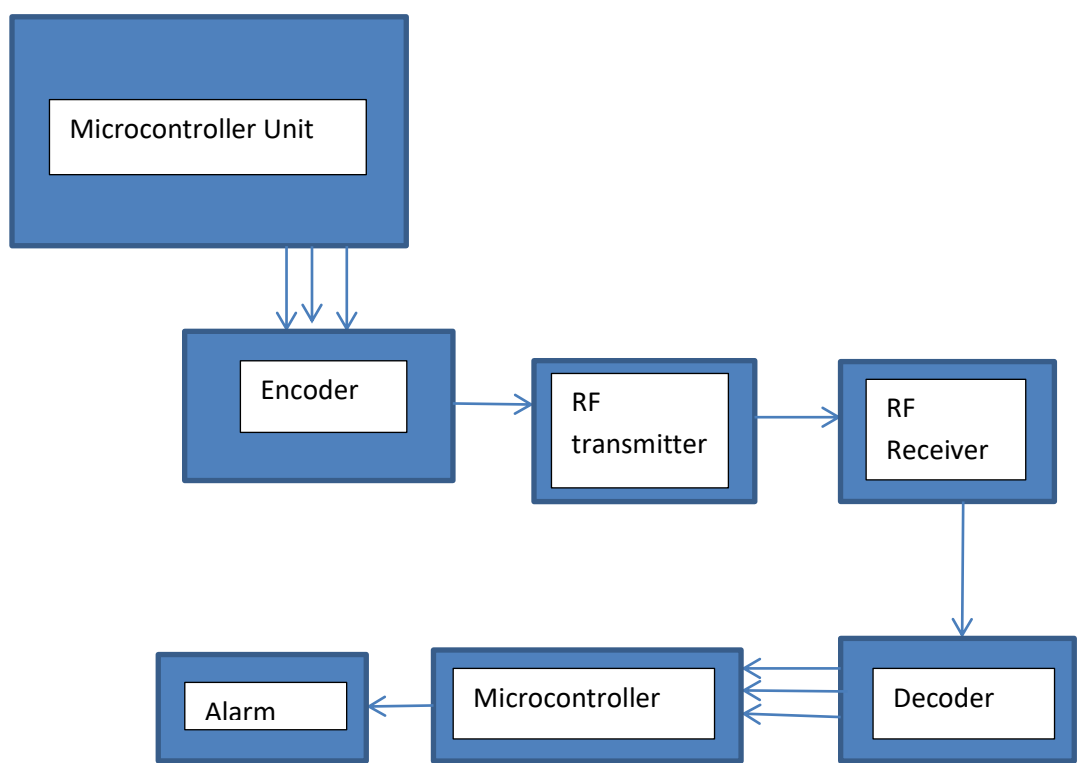 Microcontroller Unit
Encoder
RF
transmitter
RF
Receiver
Alarm
Microcontroller
Decoder